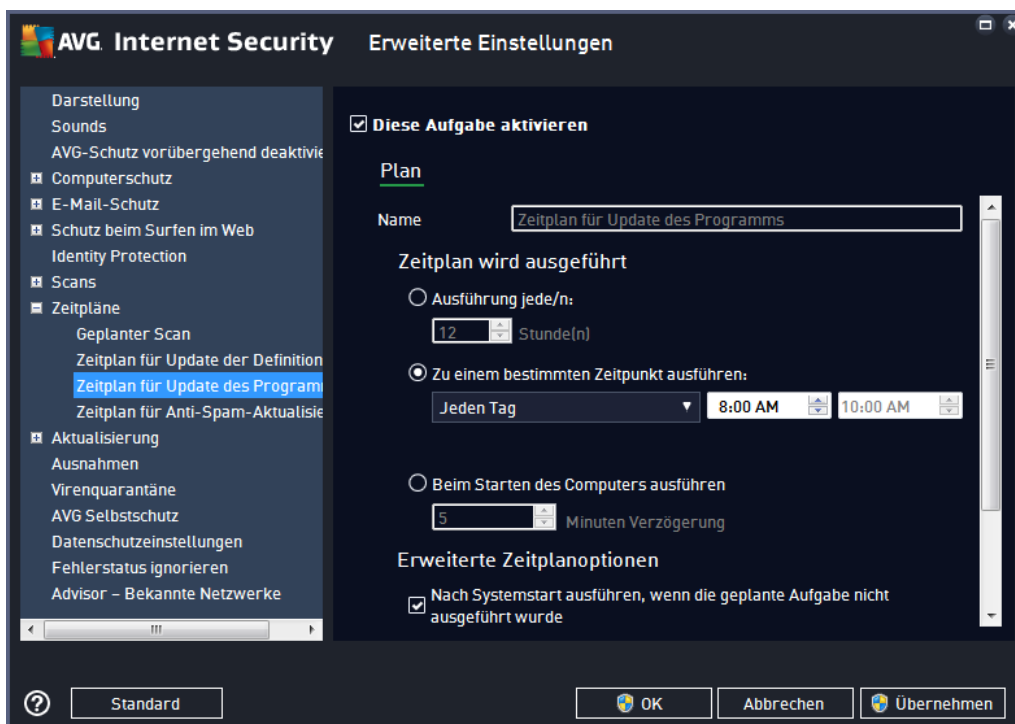 AVG. Internet Security
Erweiterte Einstellungen
Darstellung
Sounds
AVG-Schutz vorübergehend deaktivie
Computerschutz
E-Mail-Schutz
Schutz beim Surfen im Web
Identity Protection
Scans
Zeitpläne
Geplanter Scan
Zeitplan für Update der Definition
Zeitplan für Update des Program
Zeitplan für Anti-Spam-Aktualisie
Aktualisierung
Ausnahmen
Virenquarantäne
AVG Selbstschutz
Datenschutzeinstellungen
Fehlerstatus ignorieren
Advisor – Bekannte Netzwerke
Diese Aufgabe aktivieren
Plan
Name Zeitplan für Update des Programms
Zeitplan wird ausgeführt
Ausführung jede/n:
12 Stunde(n)
Zu einem bestimmten Zeitpunkt ausführen:
Jeden Tag 8:00 AM 10:00 AM
Beim Starten des Computers ausführen
5 Minuten Verzögerung
Erweiterte Zeitplanoptionen
Nach Systemstart ausführen, wenn die geplante Aufgabe nicht
ausgeführt wurde
Standard OK Abbrechen Übernehmen